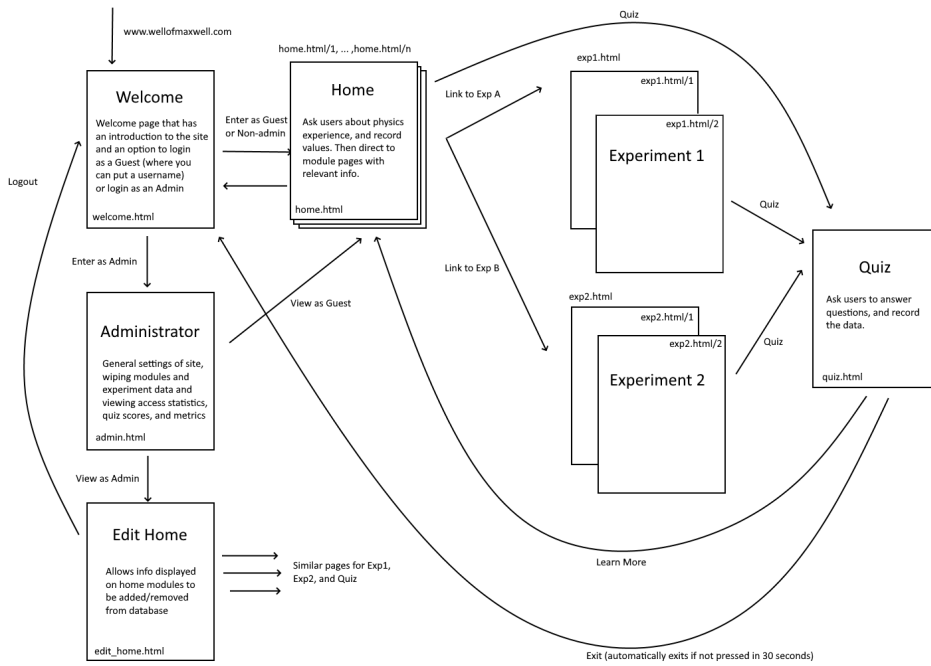 www.wellofmaxwell.com
Welcome
Welcome page that has
an introduction to the site
and an option to login
as a Guest (where you
can put a username)
or login as an Admin
welcome.html
Enter as Guest
or Non-admin
home.html/1, ... ,home.html/n
Home
Ask users about physics
experience, and record
values. Then direct to
module pages with
relevant info.
home.html
Quiz
Link to Exp A
Link to Exp B
exp1.html
exp1.html/1
exp1.html/2
Experiment 1
Quiz
exp2.html
exp2.html/1
exp2.html/2
Experiment 2
Quiz
Quiz
Ask users to answer
questions, and record
the data.
quiz.html
Logout
Enter as Admin
View as Guest
Administrator
General settings of site,
wiping modules and
experiment data and
viewing access statistics,
quiz scores, and metrics
admin.html
View as Admin
Edit Home
Allows info displayed
on home modules to
be added/removed
from database
edit_home.html
Similar pages for Exp1,
Exp2, and Quiz
Learn More
Exit (automatically exits if not pressed in 30 seconds)